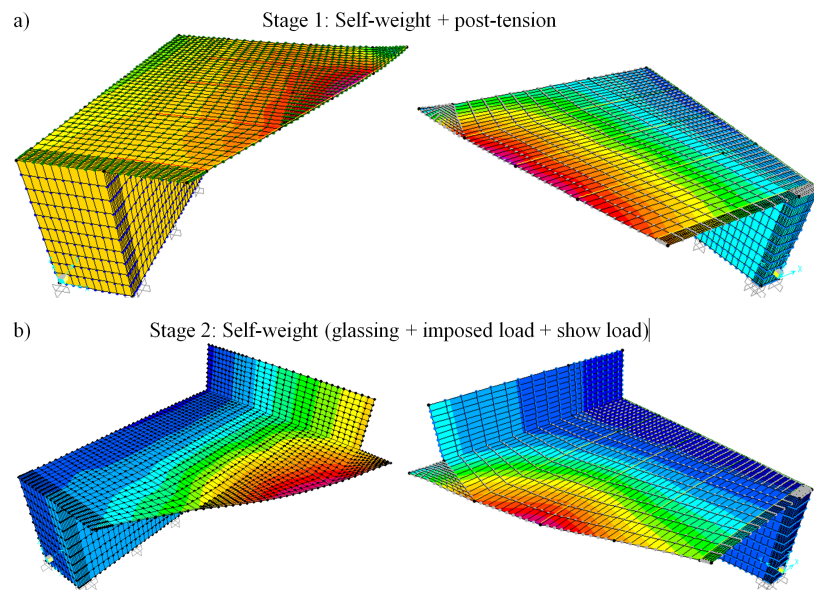 a)
Stage 1: Self-weight + post-tension
b)
Stage 2: Self-weight (glassing + imposed load + show load)